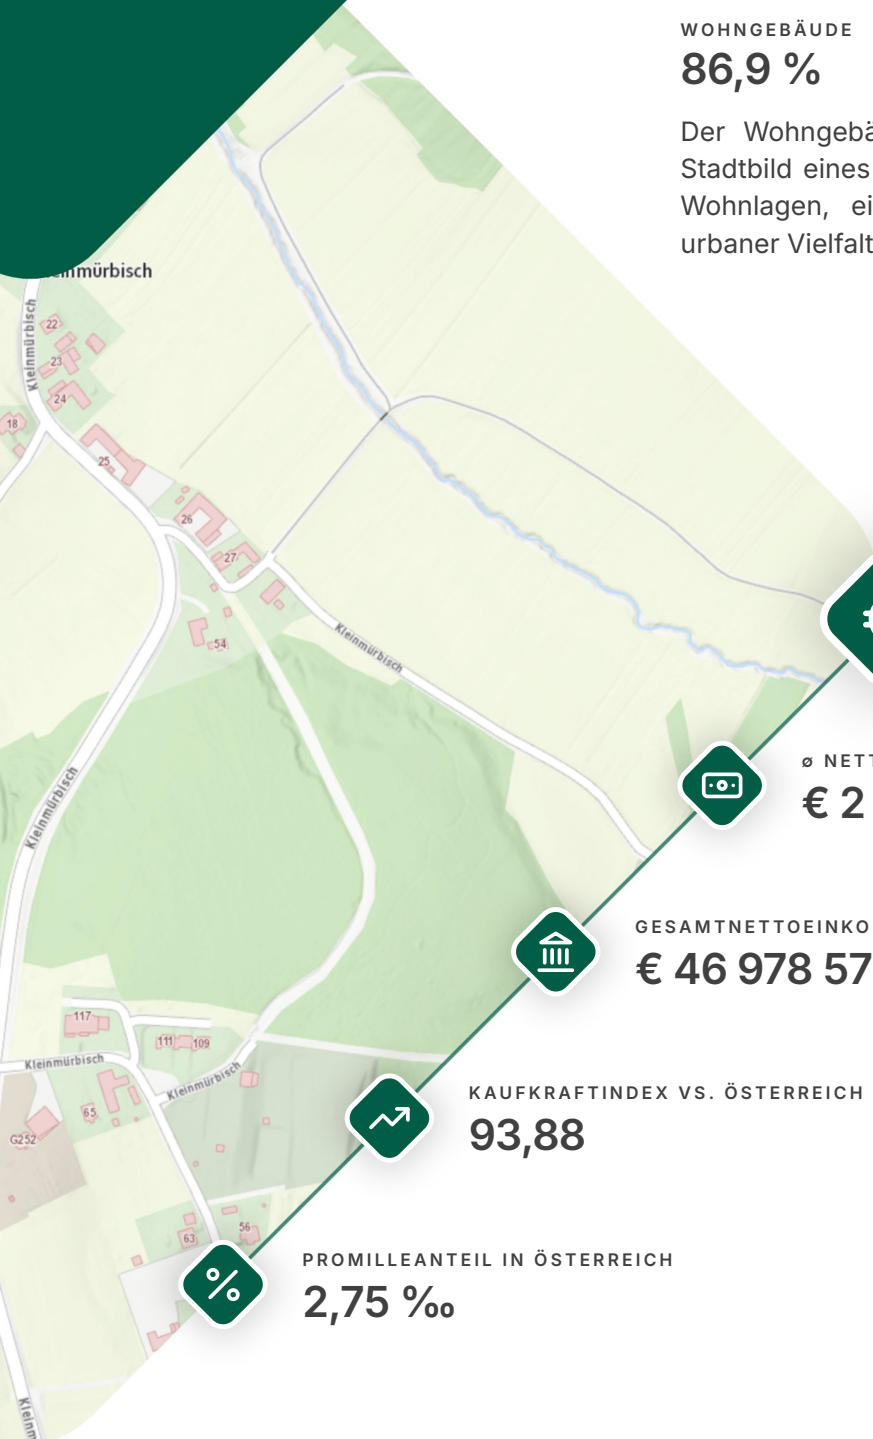 WOHNGEBÄUDE
86,9 %
Der Wohngebä
Stadtbild eines
Wohnlagen, ei
urbaner Vielfalt
inmürbisch
Kleinmürbisch
22
23
24
18
25
26
27
54
Kleinmürbisch
Kleinmürbisch
ø NETT
€ 2
GESAMTNETTOEINKO
€ 46 978 57
117
111 109
Kleinmürbisch
Kleinmürbisch
65
G252
KAUFKRAFTINDEX VS. ÖSTERREICH
93,88
56
63
PROMILLEANTEIL IN ÖSTERREICH
2,75 ‰
Kleinm